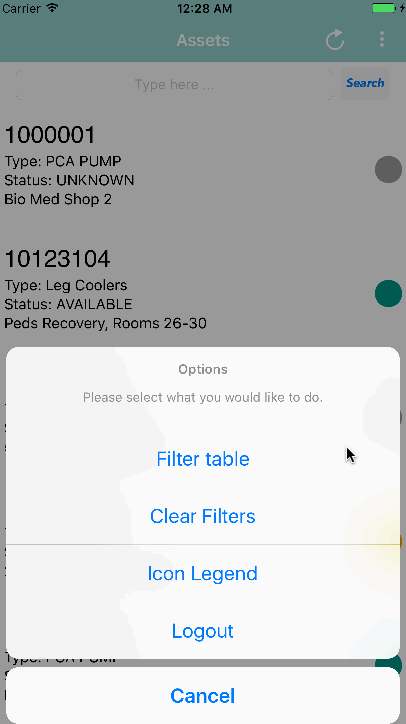 Carrier 12:28 AM
Assets
Type here ... Search
1000001
Type: PCA PUMP
Status: UNKNOWN
Bio Med Shop 2
10123104
Type: Leg Coolers
Status: AVAILABLE
Peds Recovery, Rooms 26-30
Options
Please select what you would like to do.
Filter table
Clear Filters
Icon Legend
Logout
Type: PCA PUMP
Cancel